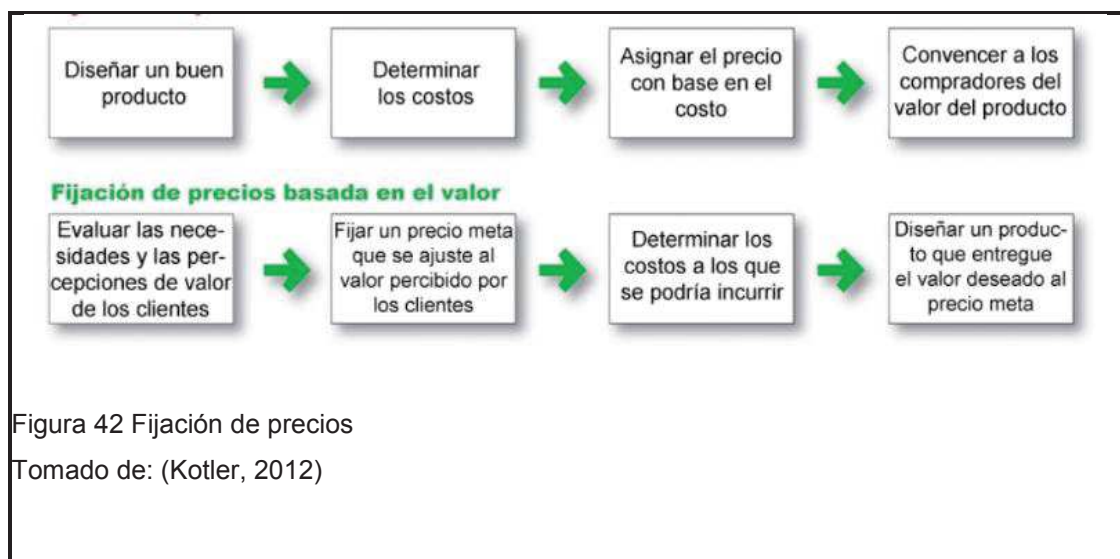 Diseñar un buen
producto
Determinar
los costos
Asignar el precio
con base en el
costo
Convencer a los
compradores del
valor del producto
Fijación de precios basada en el valor
Evaluar las nece-
sidades y las per-
cepciones de valor
de los clientes
Fijar un precio meta
que se ajuste al
valor percibido por
los clientes
Determinar los
costos a los que
se podría incurrir
Diseñar un produc-
to que entregue
el valor deseado al
precio meta
Figura 42 Fijación de precios
Tomado de: (Kotler, 2012)